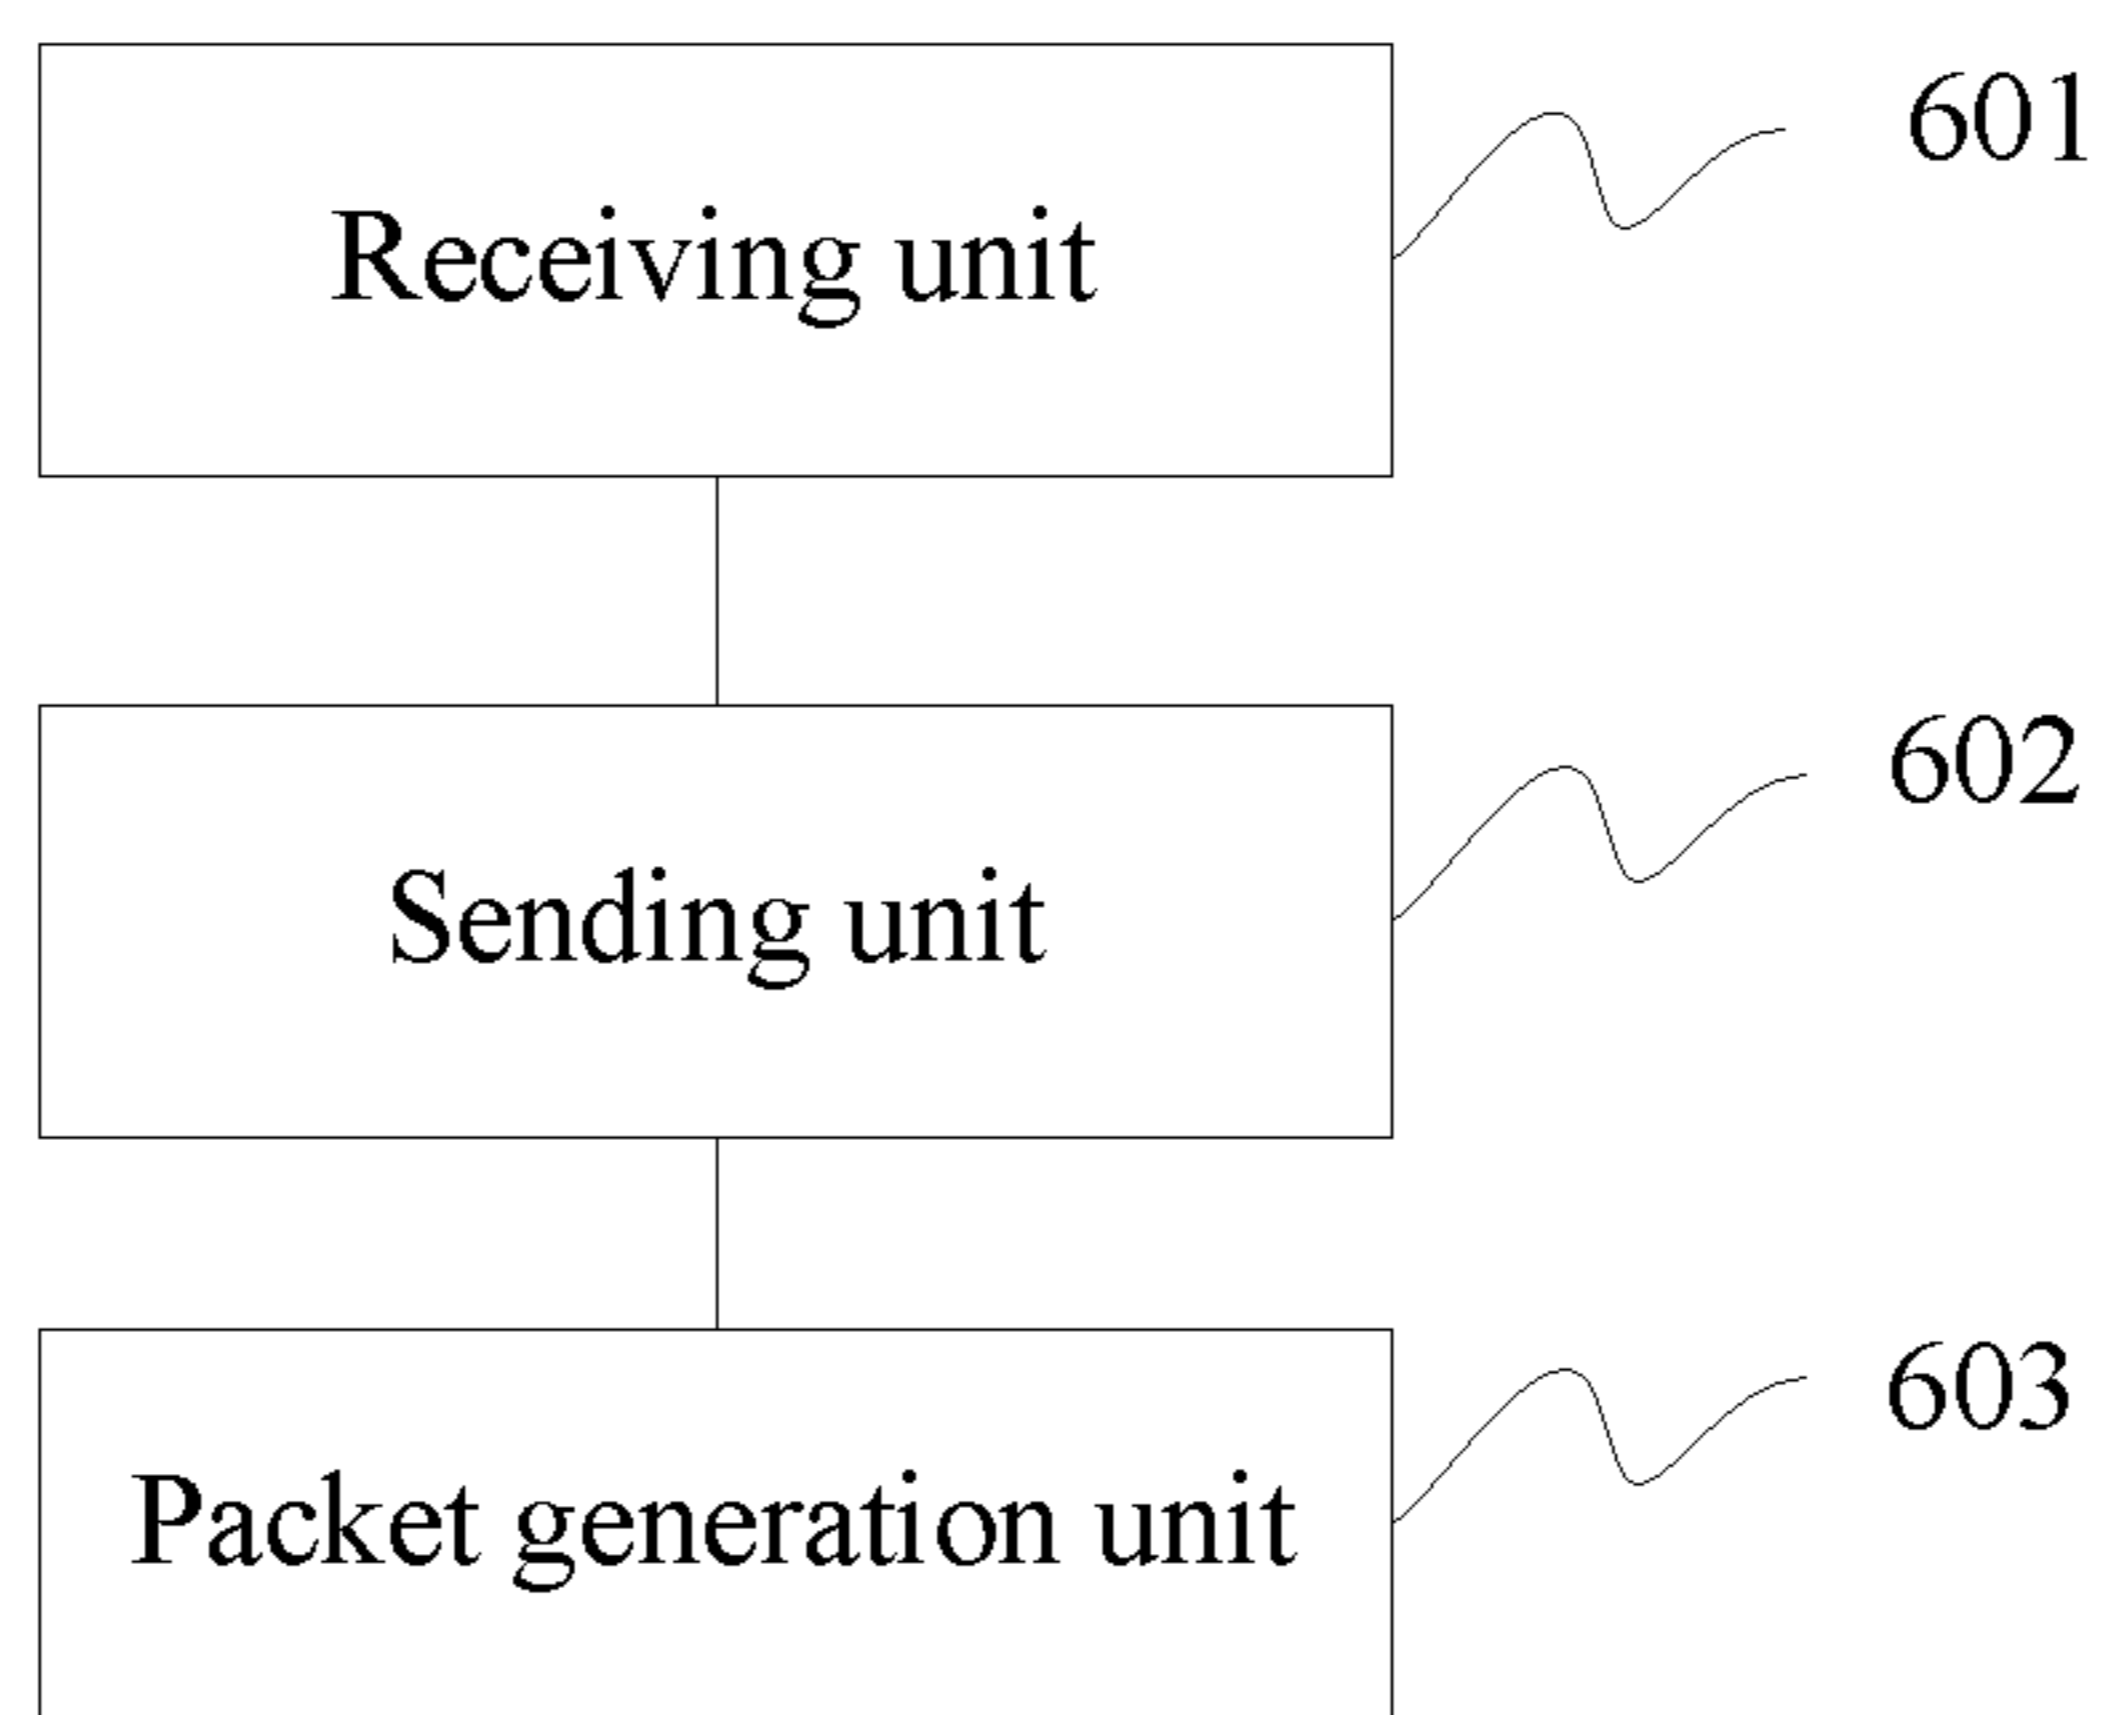 601
Receiving unit
602
Sending unit
603
Packet generation unit